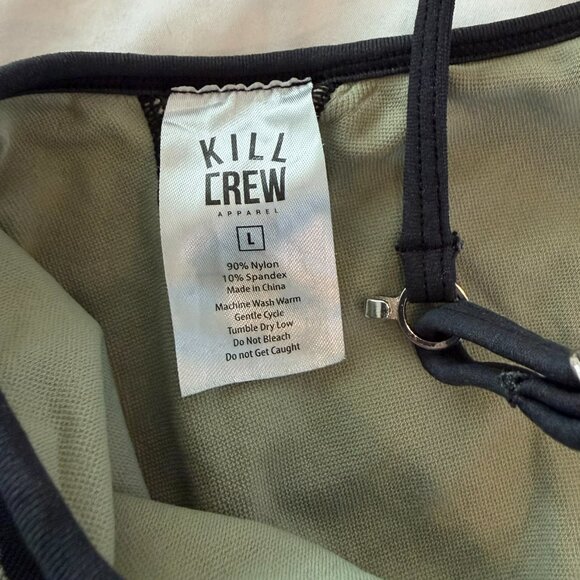 KILL
CREW
APPAREL
L
90% Nylon
10% Spandex
Made in China
Machine Wash Warm
Gentle Cycle
Tumble Dry Low
Do Not Bleach
Do not Get Caught